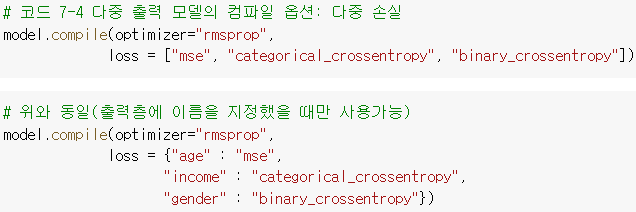 # 코드 7-4 다중 출력 모델의 컴파일 옵션: 다중 손실
model.compile(optimizer="rmsprop",
loss = ["mse", "categorical_crossentropy", "binary_crossentropy"])
# 위와 동일(출력층에 이름을 지정했을 때만 사용가능)
model.compile(optimizer="rmsprop",
loss = {"age" : "mse",
"income" : "categorical_crossentropy",
"gender" : "binary_crossentropy"})